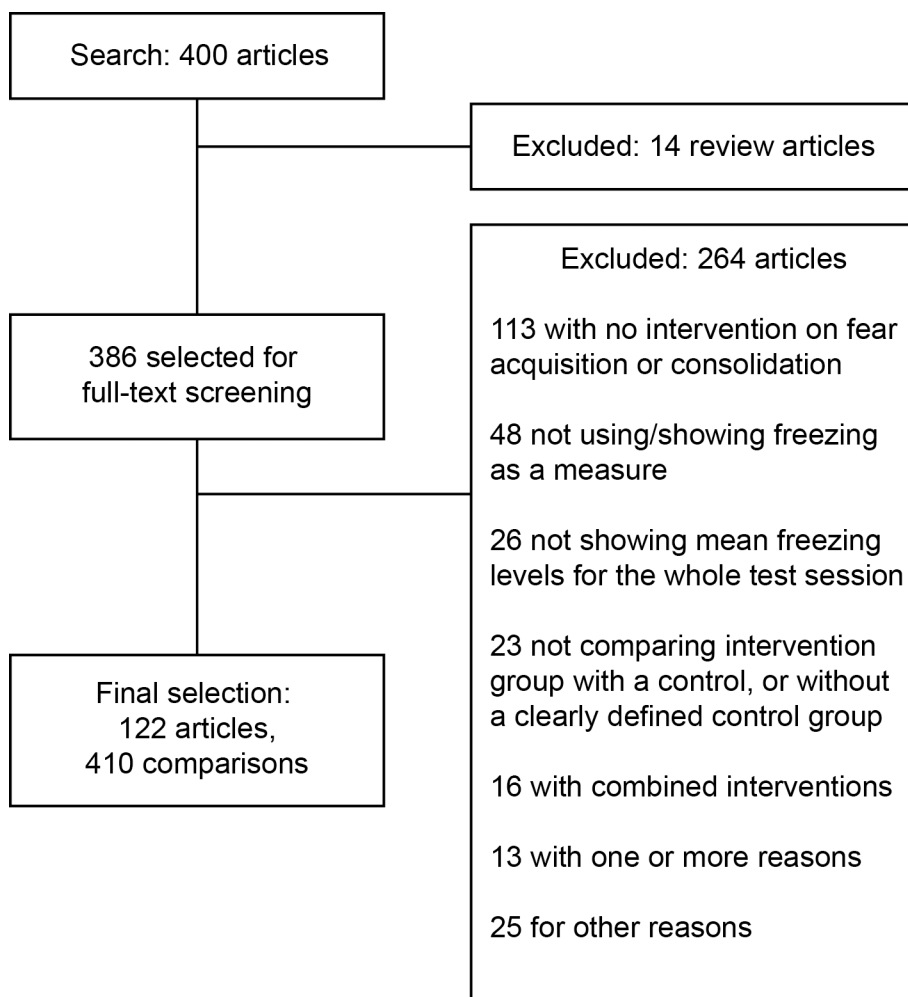 Search: 400 articles
Excluded: 14 review articles
386 selected for
full-text screening
Excluded: 264 articles
113 with no intervention on fear
acquisition or consolidation
48 not using/showing freezing
as a measure
26 not showing mean freezing
levels for the whole test session
23 not comparing intervention
group with a control, or without
a clearly defined control group
16 with combined interventions
13 with one or more reasons
25 for other reasons
Final selection:
122 articles,
410 comparisons